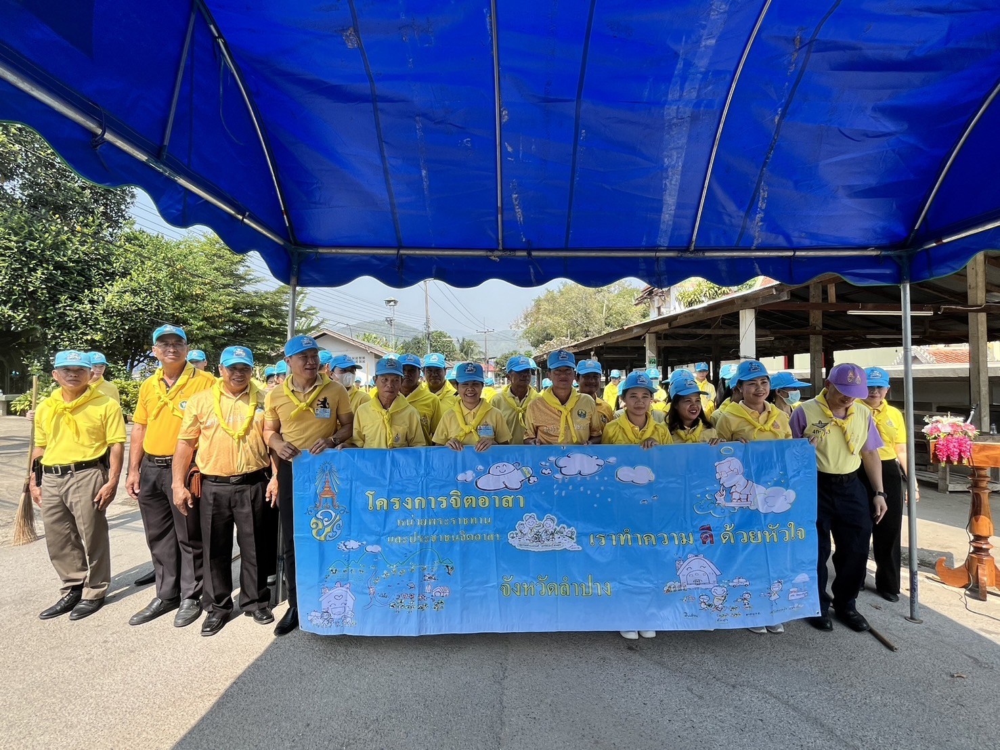 โครงการจิตอาสา
หน่วยพระราชทาน
และประชาชนจิตอาสา
เราทำความ ดี ด้วยหัวใจ
จังหวัดลำปาง